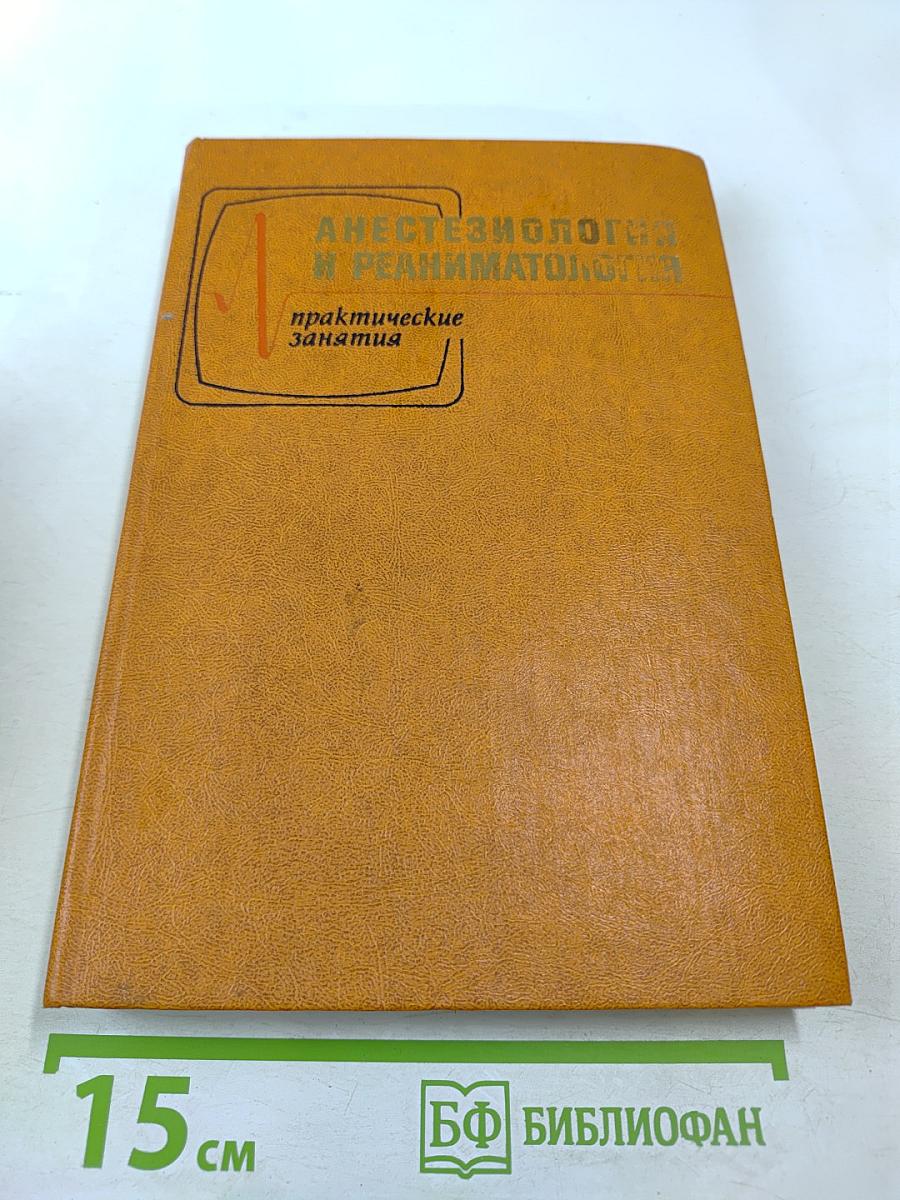 АНЕСТЕЗИОЛОГИЯ
И РЕАНИМАТОЛОГИЯ
практические
занятия
15 см
БФ БИБЛИОФАН